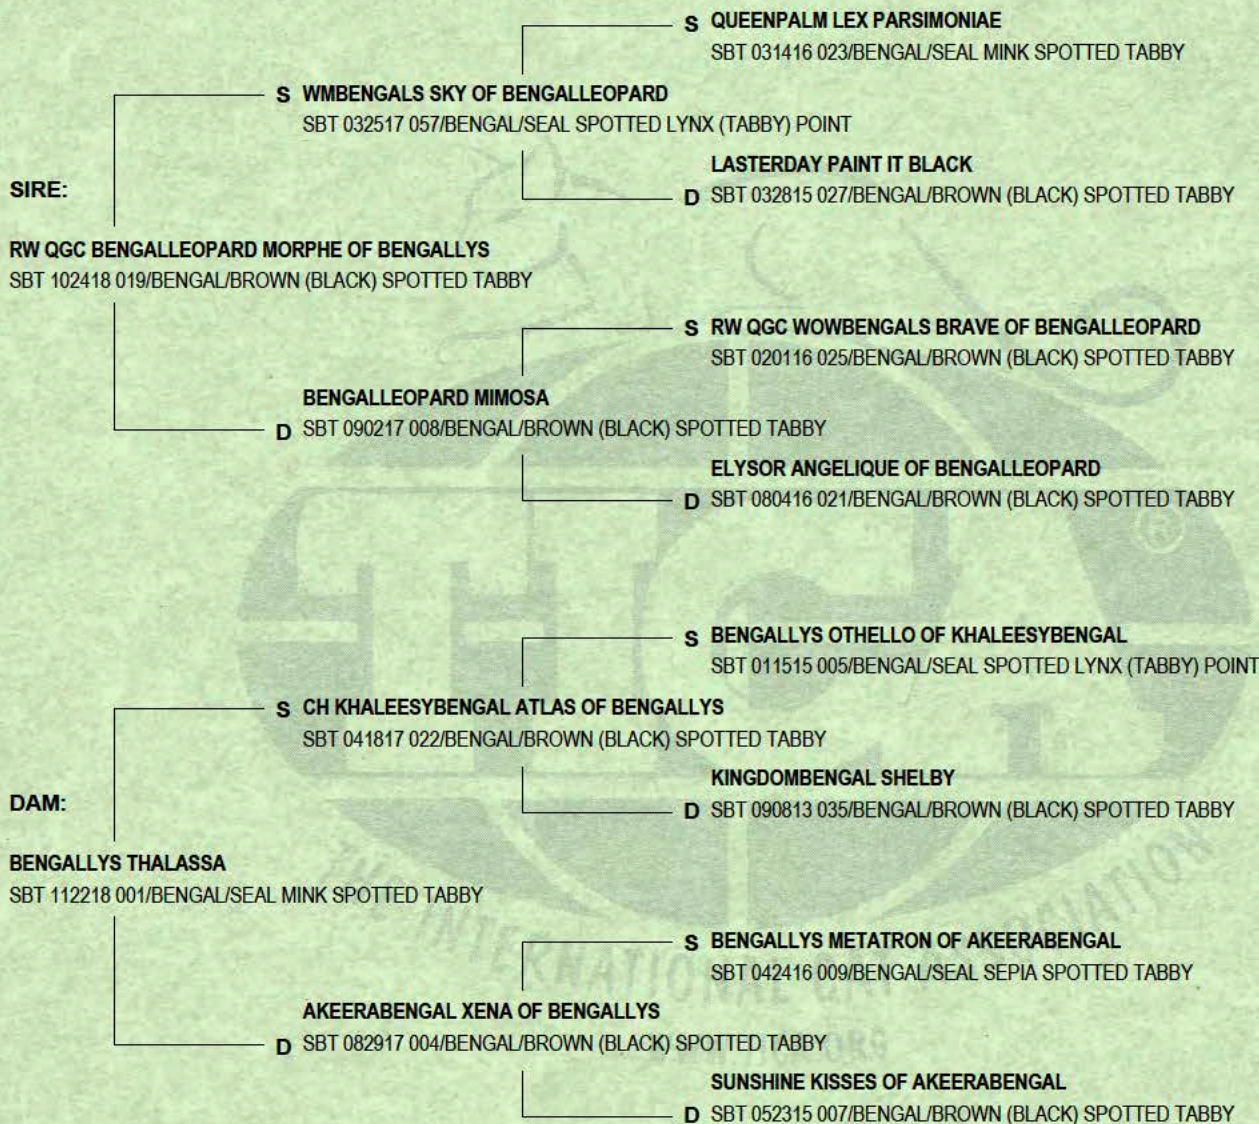 S QUEENPALM LEX PARSIMONIAE
SBT 031416 023/BENGAL/SEAL MINK SPOTTED TABBY
S WMBENGALS SKY OF BENGALLEOPARD
SBT 032517 057/BENGAL/SEAL SPOTTED LYNX (TABBY) POINT
LASTERDAY PAINT IT BLACK
D SBT 032815 027/BENGAL/BROWN (BLACK) SPOTTED TABBY
SIRE:
RW QGC BENGALLEOPARD MORPHE OF BENGALLYS
SBT 102418 019/BENGAL/BROWN (BLACK) SPOTTED TABBY
S RW QGC WOWBENGALS BRAVE OF BENGALLEOPARD
SBT 020116 025/BENGAL/BROWN (BLACK) SPOTTED TABBY
BENGALLEOPARD MIMOSA
D SBT 090217 008/BENGAL/BROWN (BLACK) SPOTTED TABBY
ELYSOR ANGELIQUE OF BENGALLEOPARD
D SBT 080416 021/BENGAL/BROWN (BLACK) SPOTTED TABBY
TICA
®
S BENGALLYS OTHELLO OF KHALEESYBENGAL
SBT 011515 005/BENGAL/SEAL SPOTTED LYNX (TABBY) POINT
S CH KHALEESYBENGAL ATLAS OF BENGALLYS
SBT 041817 022/BENGAL/BROWN (BLACK) SPOTTED TABBY
KINGDOMBENGAL SHELBY
D SBT 090813 035/BENGAL/BROWN (BLACK) SPOTTED TABBY
DAM:
BENGALLYS THALASSA
SBT 112218 001/BENGAL/SEAL MINK SPOTTED TABBY
THE INTERNATIONAL CAT ASSOCIATION
S BENGALLYS METATRON OF AKEERABENGAL
SBT 042416 009/BENGAL/SEAL SEPIA SPOTTED TABBY
AKEERABENGAL XENA OF BENGALLYS
D SBT 082917 004/BENGAL/BROWN (BLACK) SPOTTED TABBY
SUNSHINE KISSES OF AKEERABENGAL
D SBT 052315 007/BENGAL/BROWN (BLACK) SPOTTED TABBY